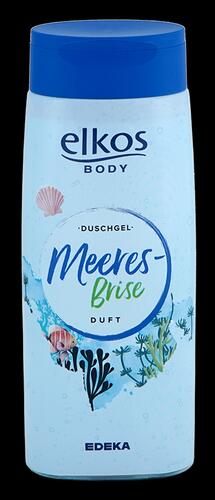 elkos
BODY
·DUSCHGEL·
Meeres-
Brise
DUFT
EDEKA